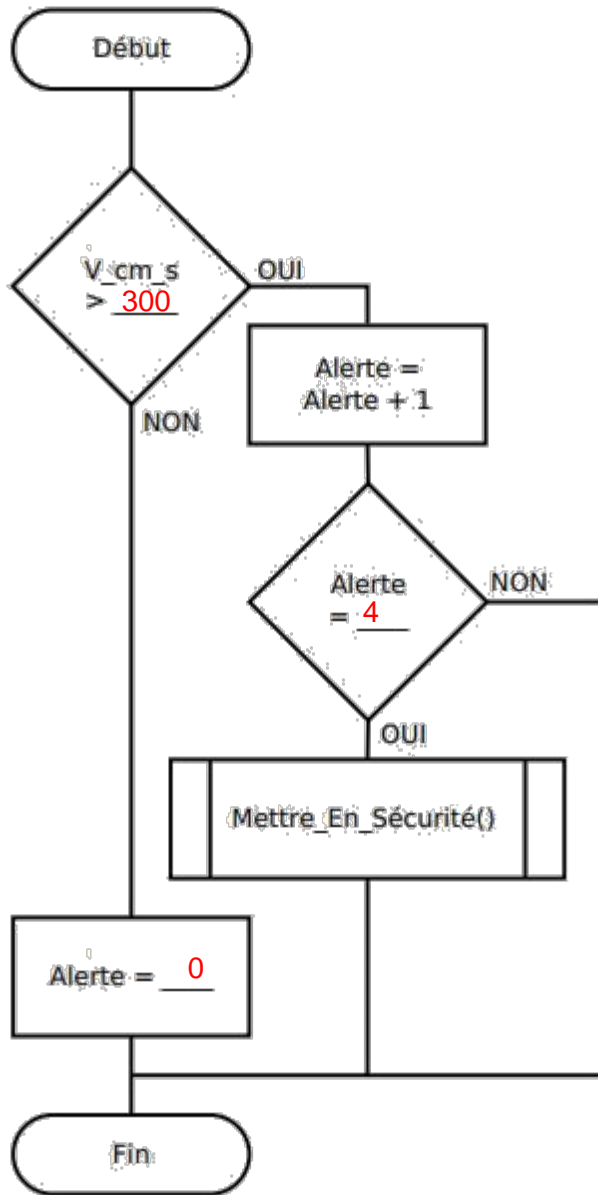 Début
V_cm_s
> 300
OUI
NON
Alerte =
Alerte + 1
Alerte
= 4
NON
OUI
Mettre_En_Sécurité()
Alerte = 0
Fin